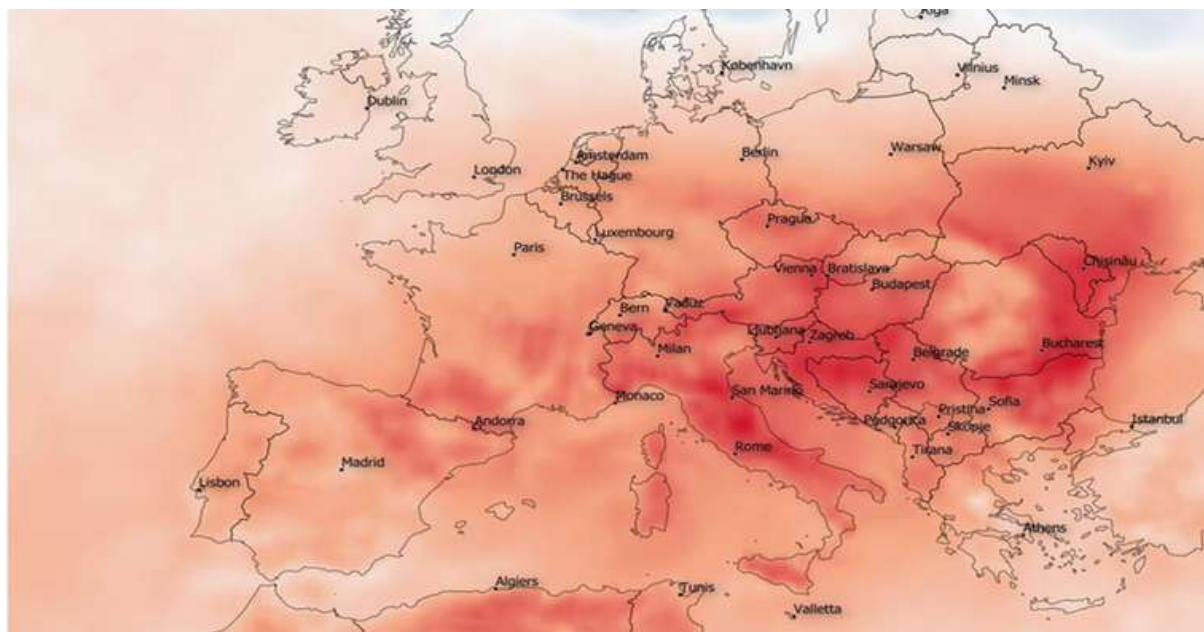 Riga
København
Vilnius
Minsk
Dublin
Amsterdam
Berlin
Warsaw
Kyiv
London
The Hague
Brussels
Prague
Luxembourg
Paris
Vienna
Bratislava
Chișinău
Budapest
Vaduz
Bern
Geneva
Ljubljana
Zagreb
Milan
Bucharest
Belgrade
San Marino
Sarajevo
Monaco
Sofia
Pristina
Andorra
Podgorica
Skopje
Istanbul
Rome
Tirana
Madrid
Lisbon
Athens
Algiers
Tunis
Valletta